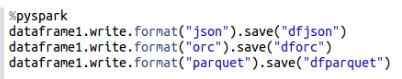 %pyspark
dataframe1.write.format("json").save("dfjson")
dataframe1.write.format("orc").save("dforc")
dataframe1.write.format("parquet").save("dfparquet")